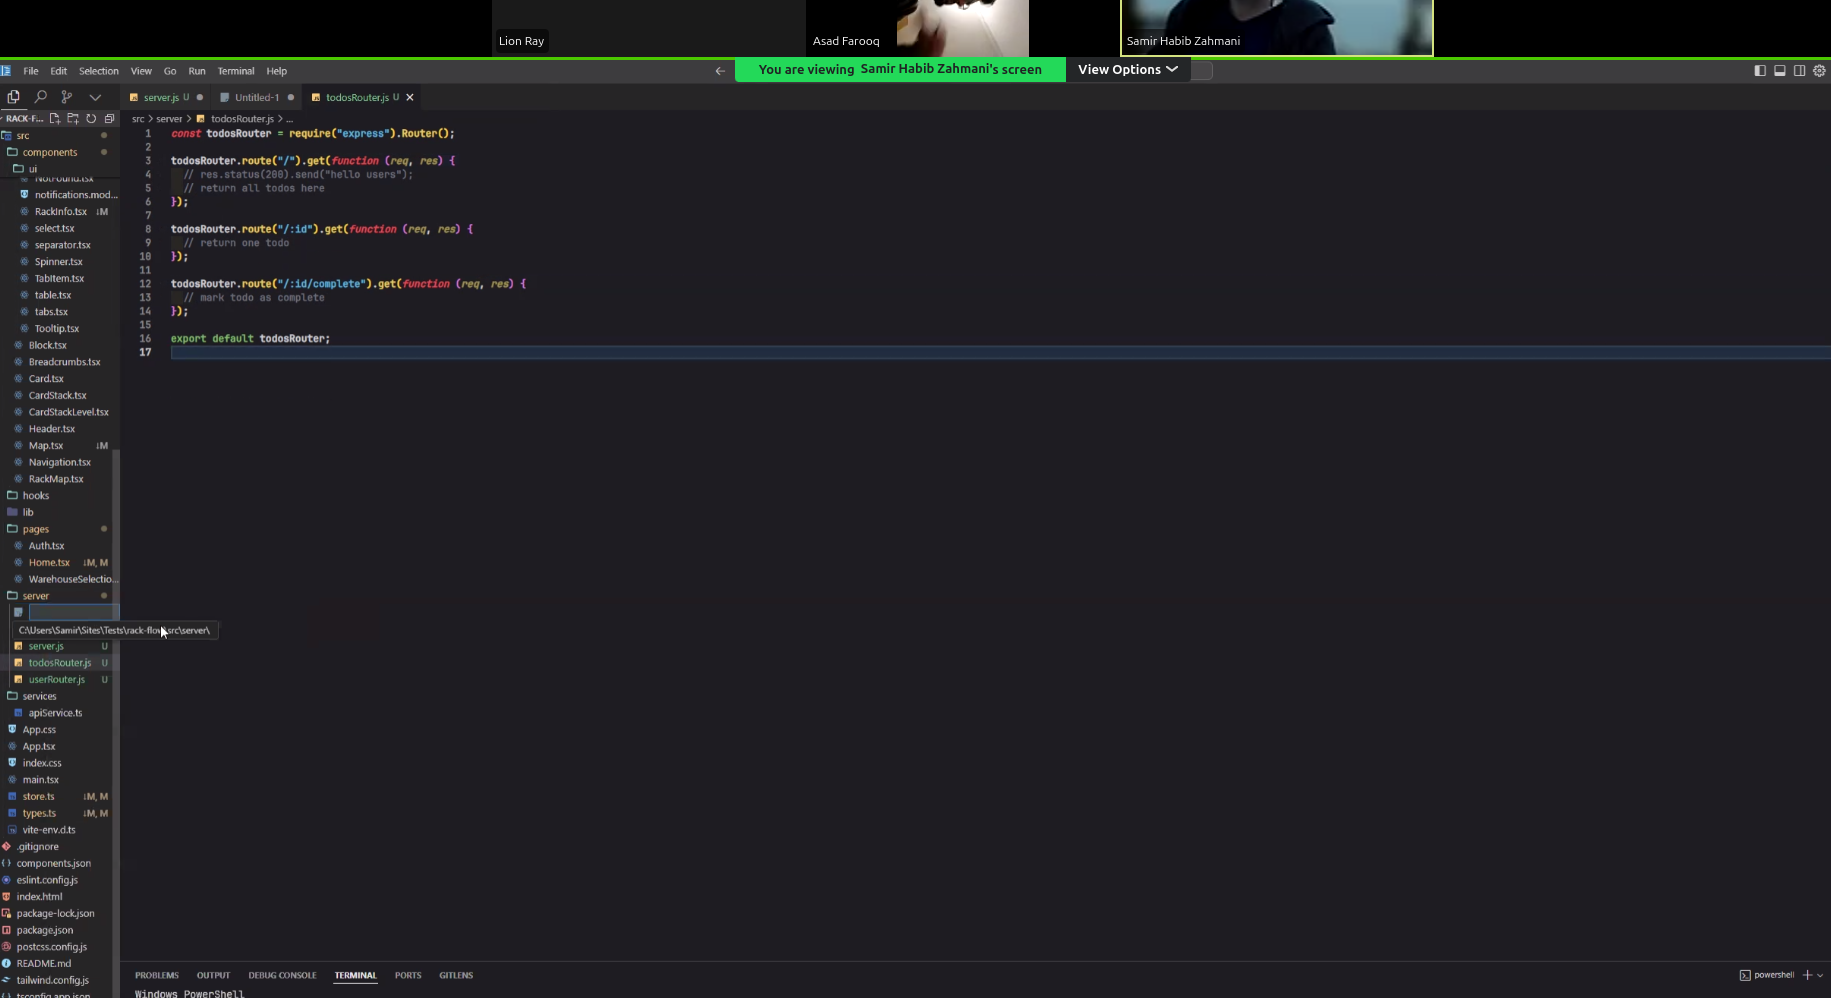 Lion Ray
Asad Farooq
Samir Habib Zahmani
File Edit Selection View Go Run Terminal Help
You are viewing Samir Habib Zahmani's screen
View Options
server.js U
Untitled-1
todosRouter.js U
RACK-F...
src > server > todosRouter.js > ...
src
components
ui
NotFound.tsx
notifications.mod...
RackInfo.tsx ↓M
select.tsx
separator.tsx
Spinner.tsx
TabItem.tsx
table.tsx
tabs.tsx
Tooltip.tsx
Block.tsx
Breadcrumbs.tsx
Card.tsx
CardStack.tsx
CardStackLevel.tsx
Header.tsx
Map.tsx ↓M
Navigation.tsx
RackMap.tsx
hooks
lib
pages
Auth.tsx
Home.tsx ↓M, M
WarehouseSelectio...
server
C:\Users\Samir\Sites\Tests\rack-flow\src\server\
server.js U
todosRouter.js U
userRouter.js U
services
apiService.ts
App.css
App.tsx
index.css
main.tsx
store.ts ↓M, M
types.ts ↓M, M
vite-env.d.ts
.gitignore
components.json
eslint.config.js
index.html
package-lock.json
package.json
postcss.config.js
README.md
tailwind.config.js
tsconfig.app.json
1 const todosRouter = require("express").Router();
2
3 todosRouter.route("/").get(function (req, res) {
4 // res.status(200).send("hello users");
5 // return all todos here
6 });
7
8 todosRouter.route("/:id").get(function (req, res) {
9 // return one todo
10 });
11
12 todosRouter.route("/:id/complete").get(function (req, res) {
13 // mark todo as complete
14 });
15
16 export default todosRouter;
17
PROBLEMS OUTPUT DEBUG CONSOLE TERMINAL PORTS GITLENS
powershell
Windows PowerShell